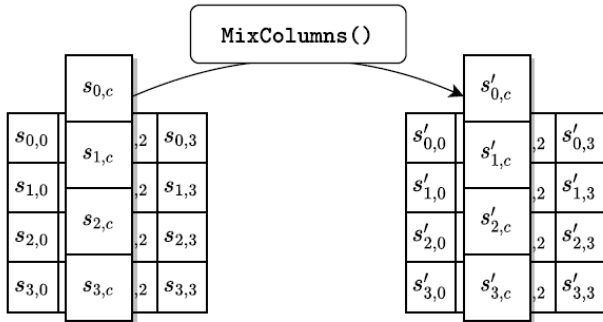 MixColumns()
s0,c s′0,c
s0,0 ,2 s0,3 s′0,0 ,2 s′0,3
s1,c s′1,c
s1,0 ,2 s1,3 s′1,0 ,2 s′1,3
s2,c s′2,c
s2,0 ,2 s2,3 s′2,0 ,2 s′2,3
s3,0 s3,c ,2 s3,3 s′3,0 s′3,c ,2 s′3,3